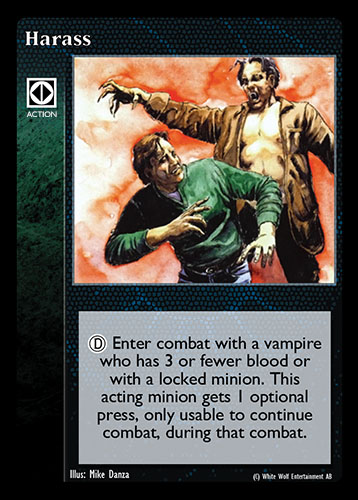 Harass
ACTION
Ⓓ Enter combat with a vampire
who has 3 or fewer blood or
with a locked minion. This
acting minion gets 1 optional
press, only usable to continue
combat, during that combat.
Illus: Mike Danza
(C) White Wolf Entertainment AB